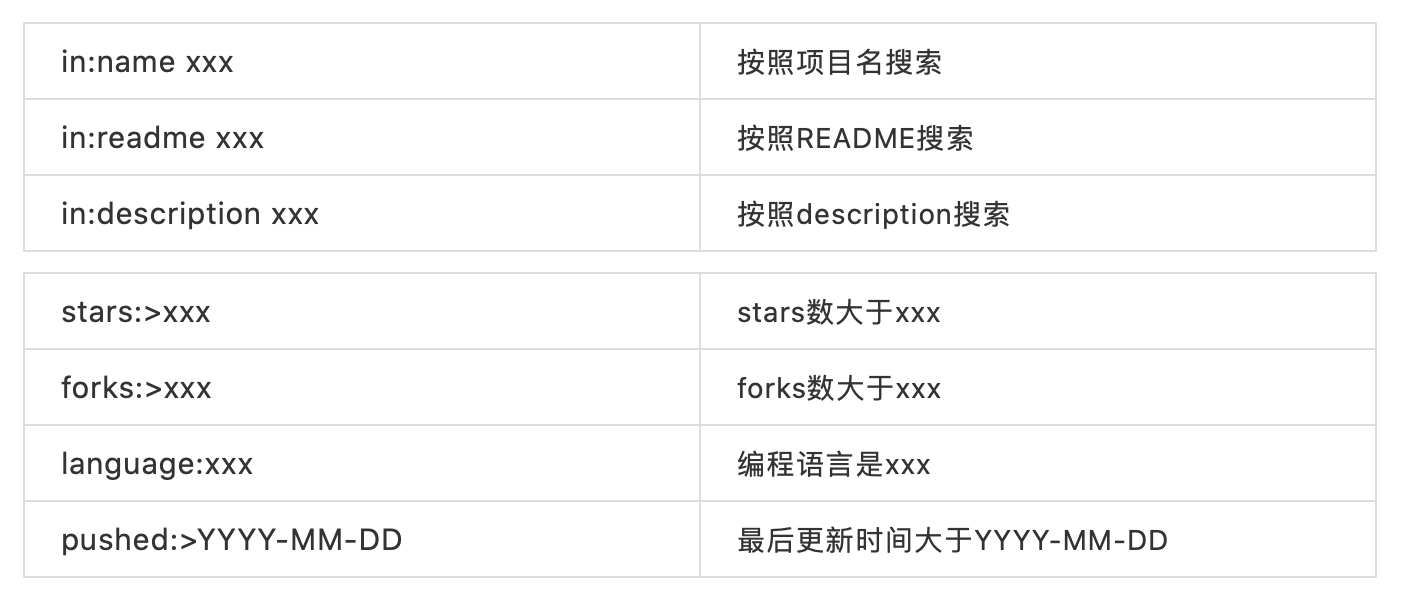 in:name xxx 按照项目名搜索
in:readme xxx 按照README搜索
in:description xxx 按照description搜索
stars:>xxx stars数大于xxx
forks:>xxx forks数大于xxx
language:xxx 编程语言是xxx
pushed:>YYYY-MM-DD 最后更新时间大于YYYY-MM-DD